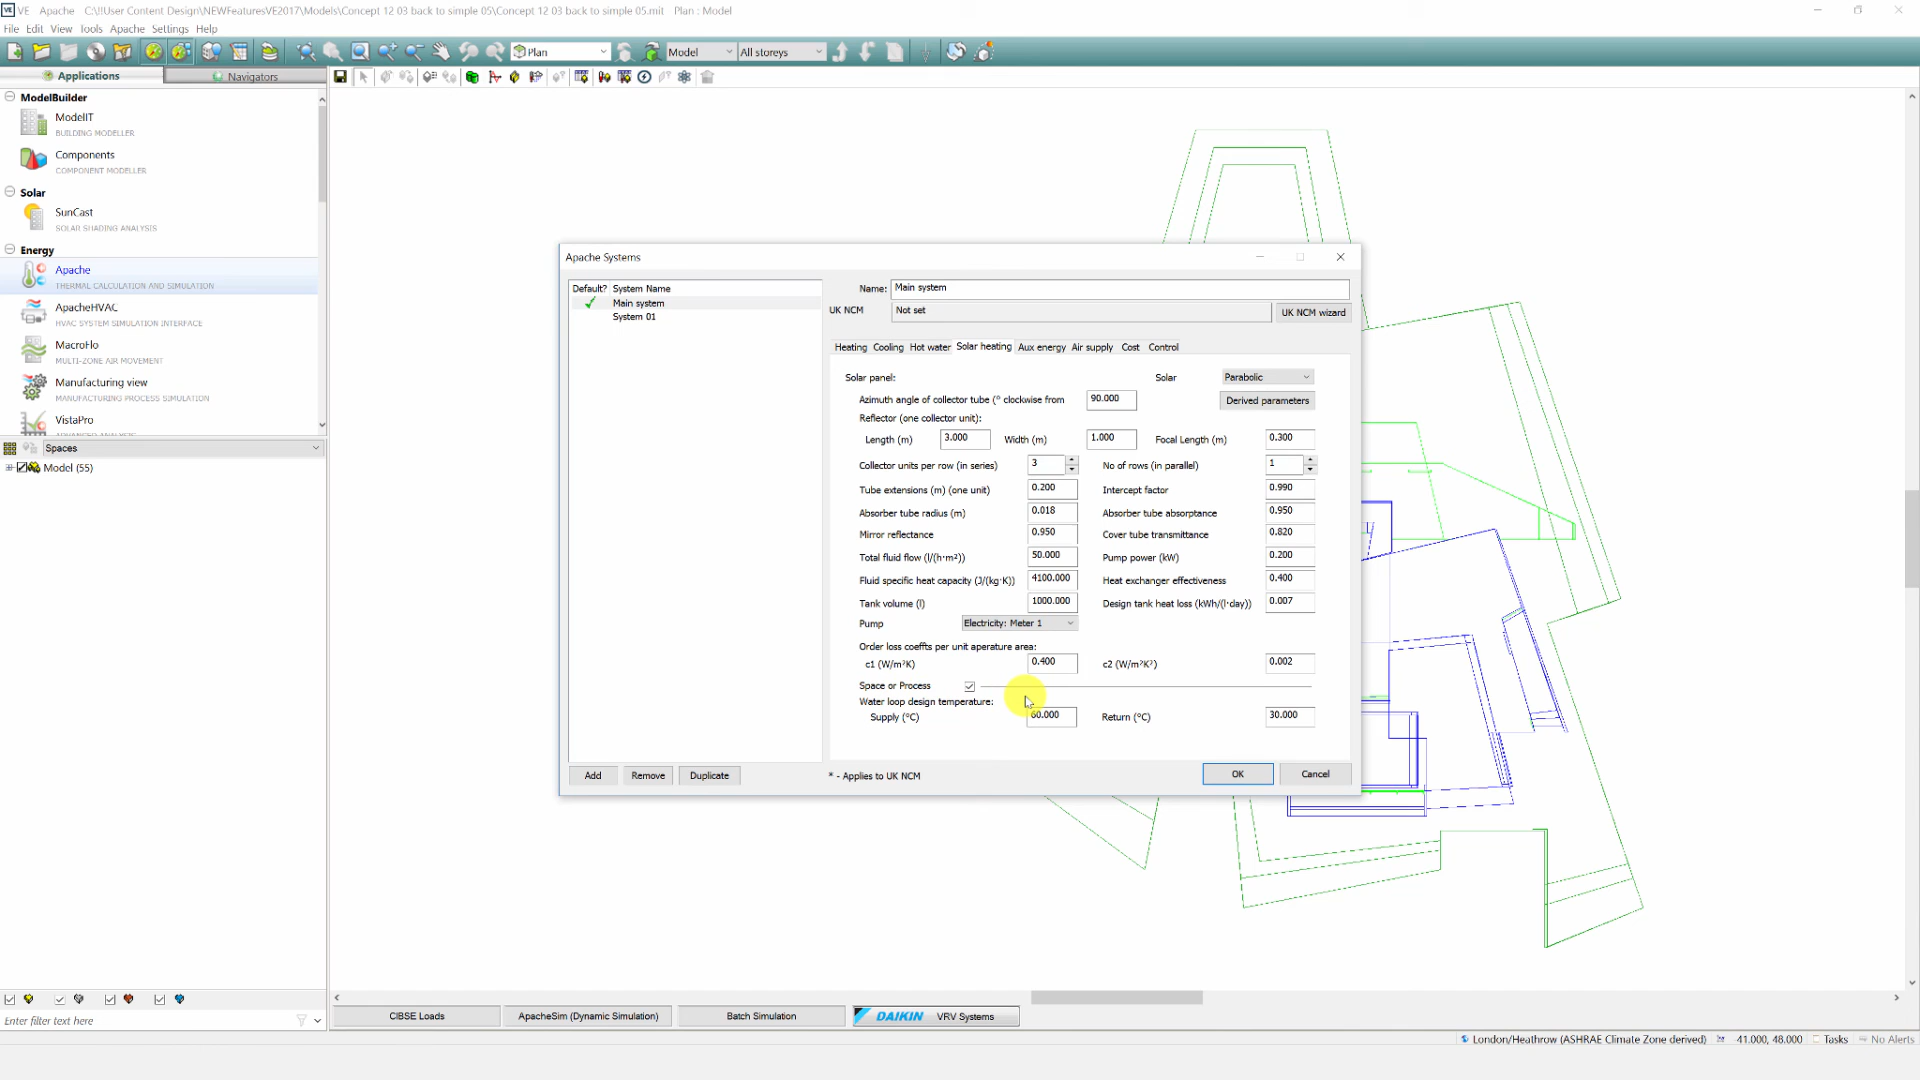 VE Apache C:\!!User Content Design\NEWFeaturesVE2017\Models\Concept 12 03 back to simple 05\Concept 12 03 back to simple 05.mit Plan : Model
File Edit View Tools Apache Settings Help
Plan Model All storeys
Applications Navigators
ModelBuilder
ModelIT
BUILDING MODELLER
Components
COMPONENT MODELLER
Solar
SunCast
SOLAR SHADING ANALYSIS
Energy
Apache
THERMAL CALCULATION AND SIMULATION
ApacheHVAC
HVAC SYSTEM SIMULATION INTERFACE
MacroFlo
MULTI-ZONE AIR MOVEMENT
Manufacturing view
MANUFACTURING PROCESS SIMULATION
VistaPro
ADVANCED ANALYSIS
Spaces
Model (55)
Enter filter text here
Apache Systems
Default? System Name
Main system
System 01
Name: Main system
UK NCM Not set UK NCM wizard
Heating Cooling Hot water Solar heating Aux energy Air supply Cost Control
Solar panel: Solar Parabolic
Azimuth angle of collector tube (° clockwise from 90.000 Derived parameters
Reflector (one collector unit):
Length (m) 3.000 Width (m) 1.000 Focal Length (m) 0.300
Collector units per row (in series) 3 No of rows (in parallel) 1
Tube extensions (m) (one unit) 0.200 Intercept factor 0.990
Absorber tube radius (m) 0.018 Absorber tube absorptance 0.950
Mirror reflectance 0.950 Cover tube transmittance 0.820
Total fluid flow (l/(h·m²)) 50.000 Pump power (kW) 0.200
Fluid specific heat capacity (J/(kg·K)) 4100.000 Heat exchanger effectiveness 0.400
Tank volume (l) 1000.000 Design tank heat loss (kWh/(l·day)) 0.007
Pump Electricity: Meter 1
Order loss coeffts per unit aperature area:
c1 (W/m²K) 0.400 c2 (W/m²K²) 0.002
Space or Process
Water loop design temperature:
Supply (°C) 60.000 Return (°C) 30.000
Add Remove Duplicate * - Applies to UK NCM OK Cancel
CIBSE Loads ApacheSim (Dynamic Simulation) Batch Simulation DAIKIN VRV Systems
London/Heathrow (ASHRAE Climate Zone derived) -41.000, 48.000 Tasks No Alerts